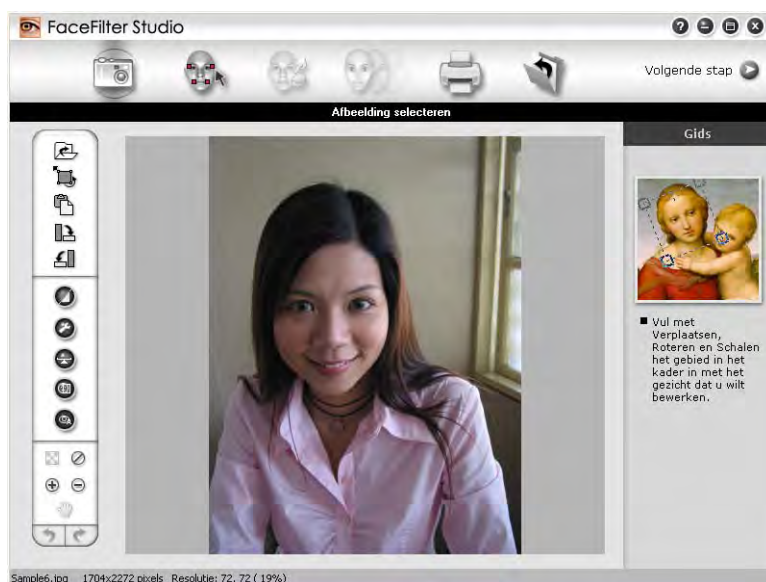 FaceFilter Studio
Volgende stap
Afbeelding selecteren
Gids
Vul met
Verplaatsen,
Roteren en Schalen
het gebied in het
kader in met het
gezicht dat u wilt
bewerken.
Sample6.jpg 1704x2272 pixels Resolutie: 72, 72 ( 19%)